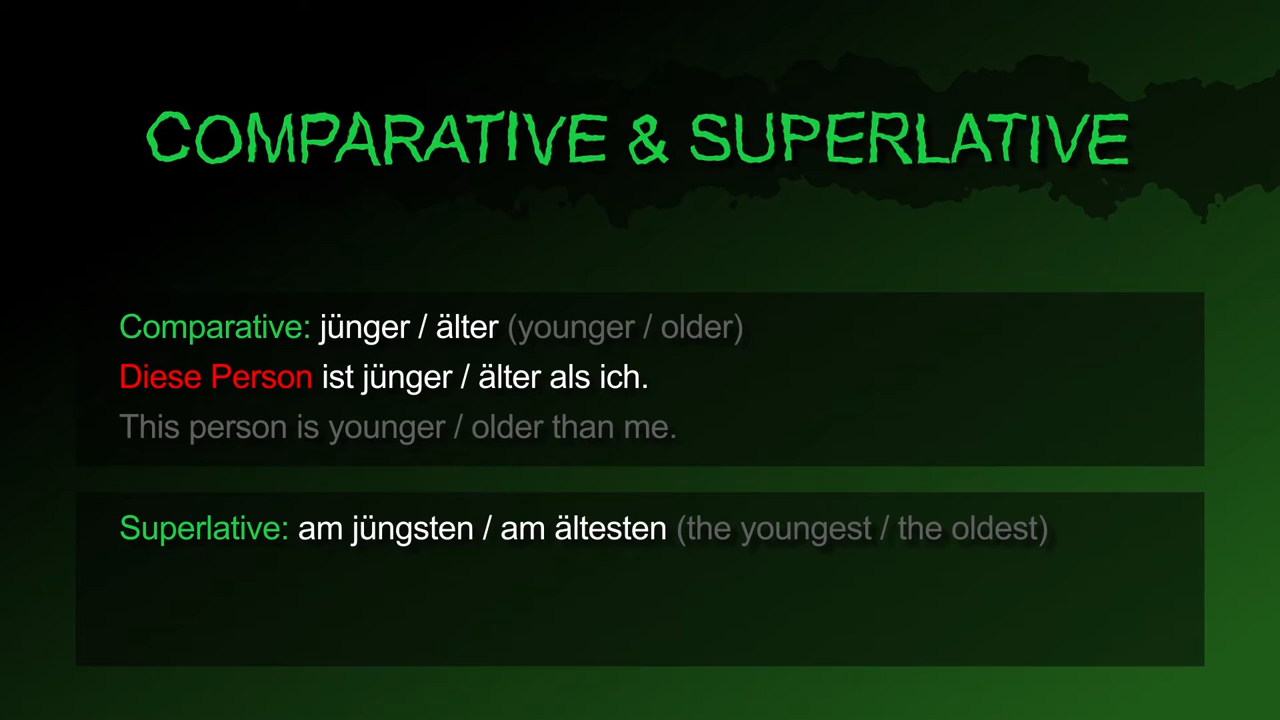 COMPARATIVE & SUPERLATIVE
Comparative: jünger / älter (younger / older)
Diese Person ist jünger / älter als ich.
This person is younger / older than me.
Superlative: am jüngsten / am ältesten (the youngest / the oldest)